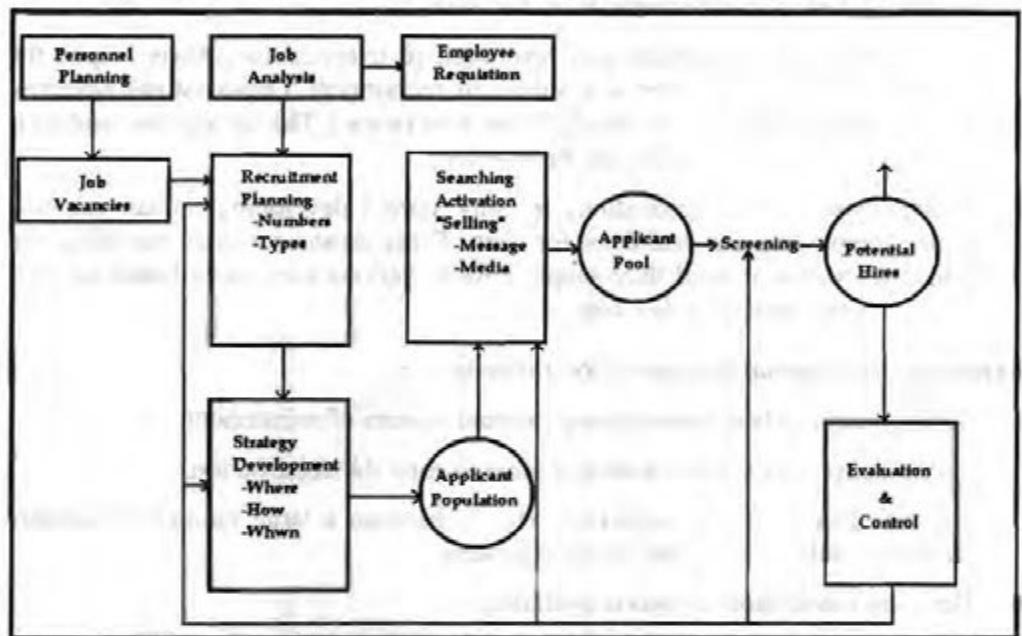 Personnel
Planning
Job
Analysis
Employee
Requistion
Job
Vacancies
Recruitment
Planning
-Numbers
-Types
Searching
Activation
"Selling"
-Message
-Media
Applicant
Pool
Screening
Potential
Hires
Strategy
Development
-Where
-How
-Whwn
Applicant
Population
Evaluation
&
Control